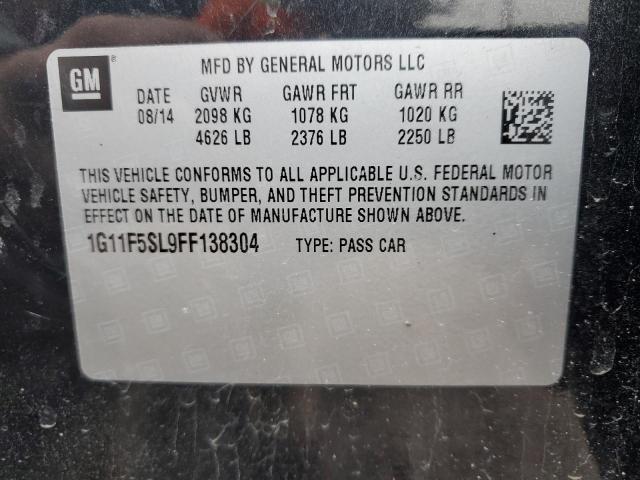 GM ®
MFD BY GENERAL MOTORS LLC
DATE GVWR GAWR FRT GAWR RR
08/14 2098 KG 1078 KG 1020 KG
4626 LB 2376 LB 2250 LB
THIS VEHICLE CONFORMS TO ALL APPLICABLE U.S. FEDERAL MOTOR
VEHICLE SAFETY, BUMPER, AND THEFT PREVENTION STANDARDS IN
EFFECT ON THE DATE OF MANUFACTURE SHOWN ABOVE.
1G11F5SL9FF138304 TYPE: PASS CAR